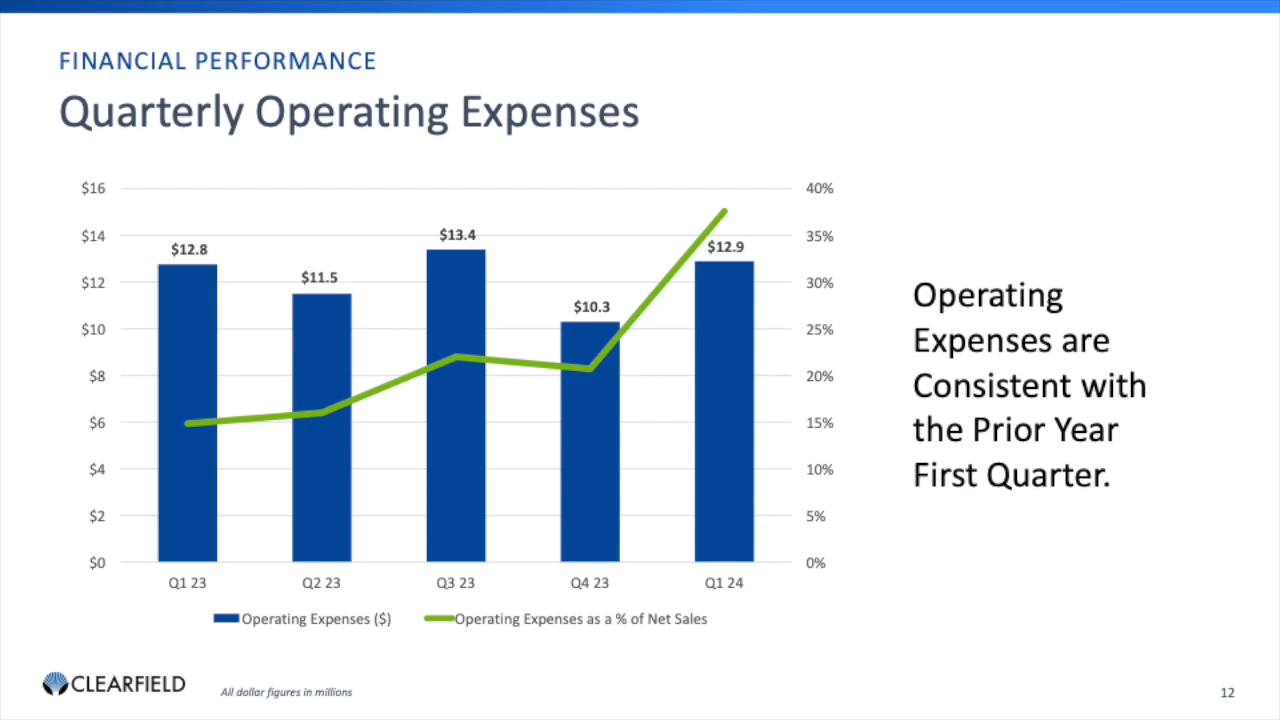 FINANCIAL PERFORMANCE
Quarterly Operating Expenses
$16
$14
$12
$10
$8
$6
$4
$2
$0
40%
35%
30%
25%
20%
15%
10%
5%
0%
$12.8
$11.5
$13.4
$10.3
$12.9
Q1 23
Q2 23
Q3 23
Q4 23
Q1 24
Operating Expenses ($)
Operating Expenses as a % of Net Sales
Operating
Expenses are
Consistent with
the Prior Year
First Quarter.
CLEARFIELD
All dollar figures in millions
12